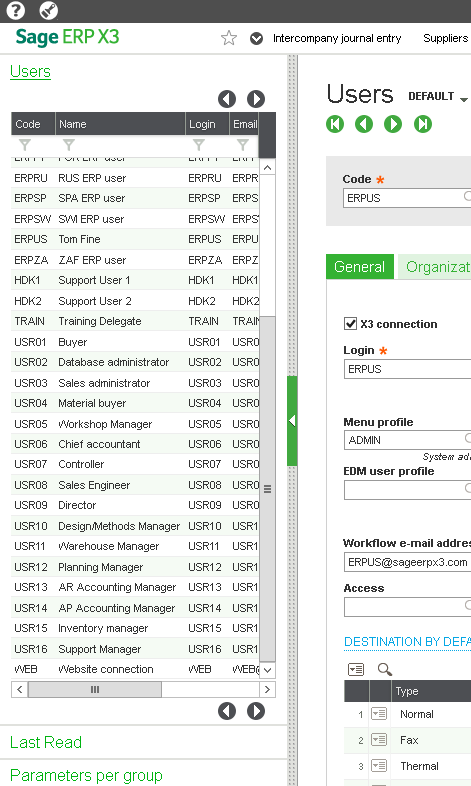 Sage ERP X3
Intercompany journal entry Suppliers
Users
Code Name Login Email
ERPRU RUS ERP user ERPRU ERPR
ERPSP SPA ERP user ERPSP ERPS
ERPSW SWI ERP user ERPSW ERPS
ERPUS Tom Fine ERPUS ERPU
ERPZA ZAF ERP user ERPZA ERPZ
HDK1 Support User 1 HDK1 HDK1
HDK2 Support User 2 HDK2 HDK2
TRAIN Training Delegate TRAIN TRAIN
USR01 Buyer USR01 USR0
USR02 Database administrator USR02 USR0
USR03 Sales administrator USR03 USR0
USR04 Material buyer USR04 USR0
USR05 Workshop Manager USR05 USR0
USR06 Chief accountant USR06 USR0
USR07 Controller USR07 USR0
USR08 Sales Engineer USR08 USR0
USR09 Director USR09 USR0
USR10 Design/Methods Manager USR10 USR1
USR11 Warehouse Manager USR11 USR1
USR12 Planning Manager USR12 USR1
USR13 AR Accounting Manager USR13 USR1
USR14 AP Accounting Manager USR14 USR1
USR15 Inventory manager USR15 USR1
USR16 Support Manager USR16 USR1
WEB Website connection WEB WEB@
Last Read
Parameters per group
Users DEFAULT
Code *
ERPUS
General Organizat
X3 connection
Login *
ERPUS
Menu profile
ADMIN
System ad
EDM user profile
Workflow e-mail addres
ERPUS@sageerpx3.com
Access
DESTINATION BY DEFA
Type
1 Normal
2 Fax
3 Thermal